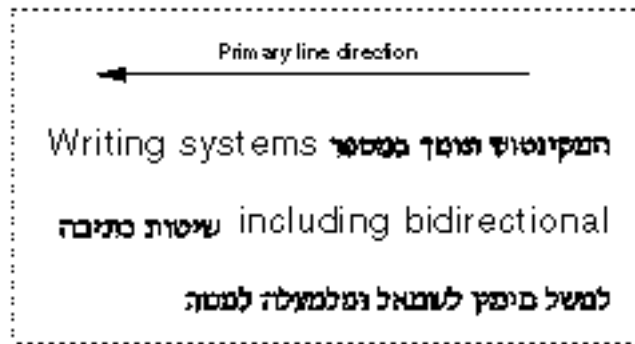 Primary line direction
המקינטוש תומך במספר Writing systems
including bidirectional שיטות כתיבה
למשל מימין לשמאל ומלמעלה למטה